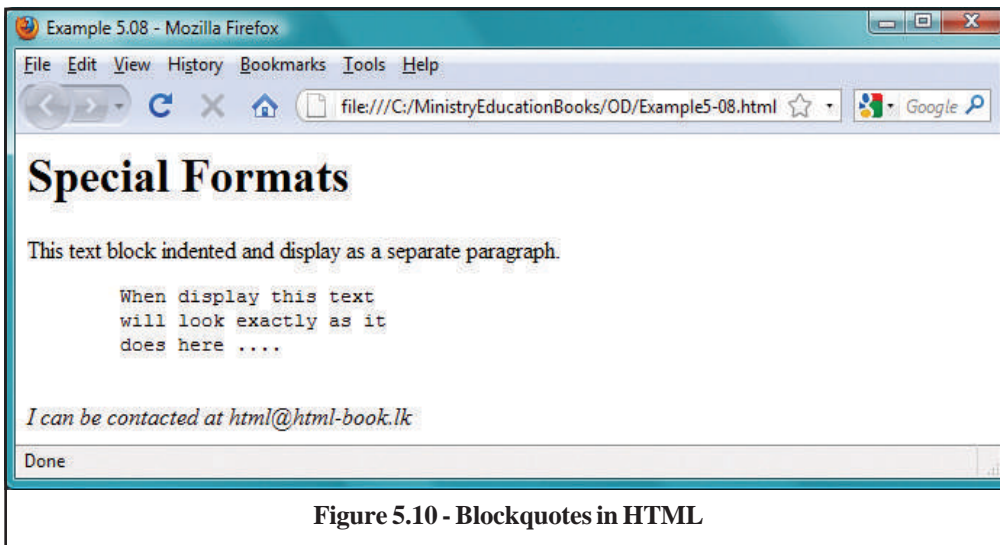 Example 5.08 - Mozilla Firefox
File Edit View History Bookmarks Tools Help
file:///C:/MinistryEducationBooks/OD/Example5-08.html Google
Special Formats
This text block indented and display as a separate paragraph.
When display this text
will look exactly as it
does here ....
I can be contacted at html@html-book.lk
Done
Figure 5.10 - Blockquotes in HTML